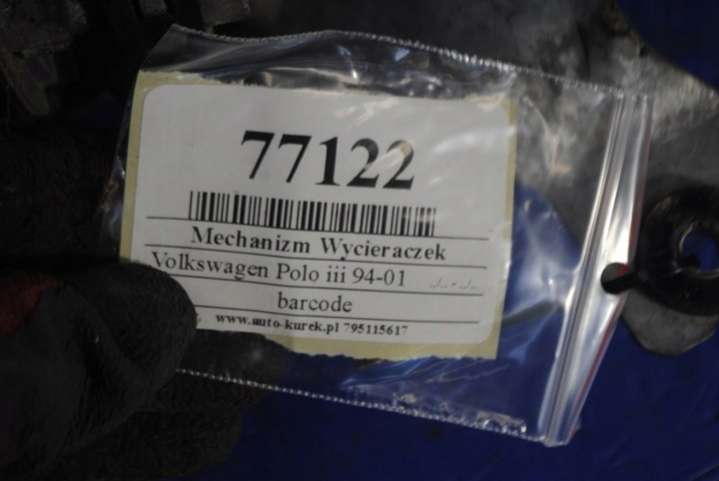 77122
Mechanizm Wycieraczek
Volkswagen Polo iii 94-01
barcode
www.auto-kurek.pl 795115617